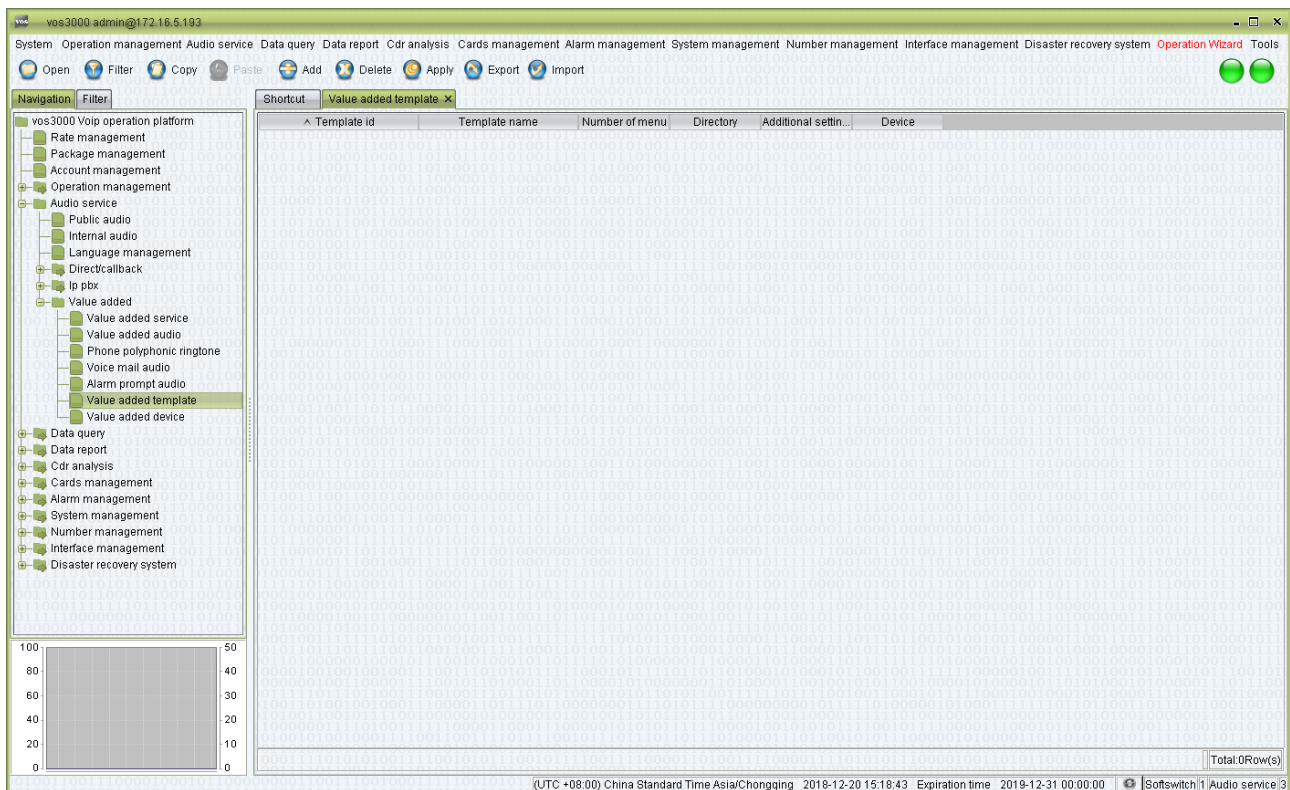 vos3000 admin@172.16.5.193
System Operation management Audio service Data query Data report Cdr analysis Cards management Alarm management System management Number management Interface management Disaster recovery system Operation Wizard Tools
Open Filter Copy Paste Add Delete Apply Export Import
Navigation Filter
Shortcut Value added template
Template id Template name Number of menu Directory Additional settin... Device
vos3000 Voip operation platform
Rate management
Package management
Account management
Operation management
Audio service
Public audio
Internal audio
Language management
Direct/callback
Ip pbx
Value added
Value added service
Value added audio
Phone polyphonic ringtone
Voice mail audio
Alarm prompt audio
Value added template
Value added device
Data query
Data report
Cdr analysis
Cards management
Alarm management
System management
Number management
Interface management
Disaster recovery system
100 50
80 40
60 30
40 20
20 10
0 0
Total:0Row(s)
(UTC +08:00) China Standard Time Asia/Chongqing 2018-12-20 15:18:43 Expiration time 2019-12-31 00:00:00 Softswitch 1 Audio service 3